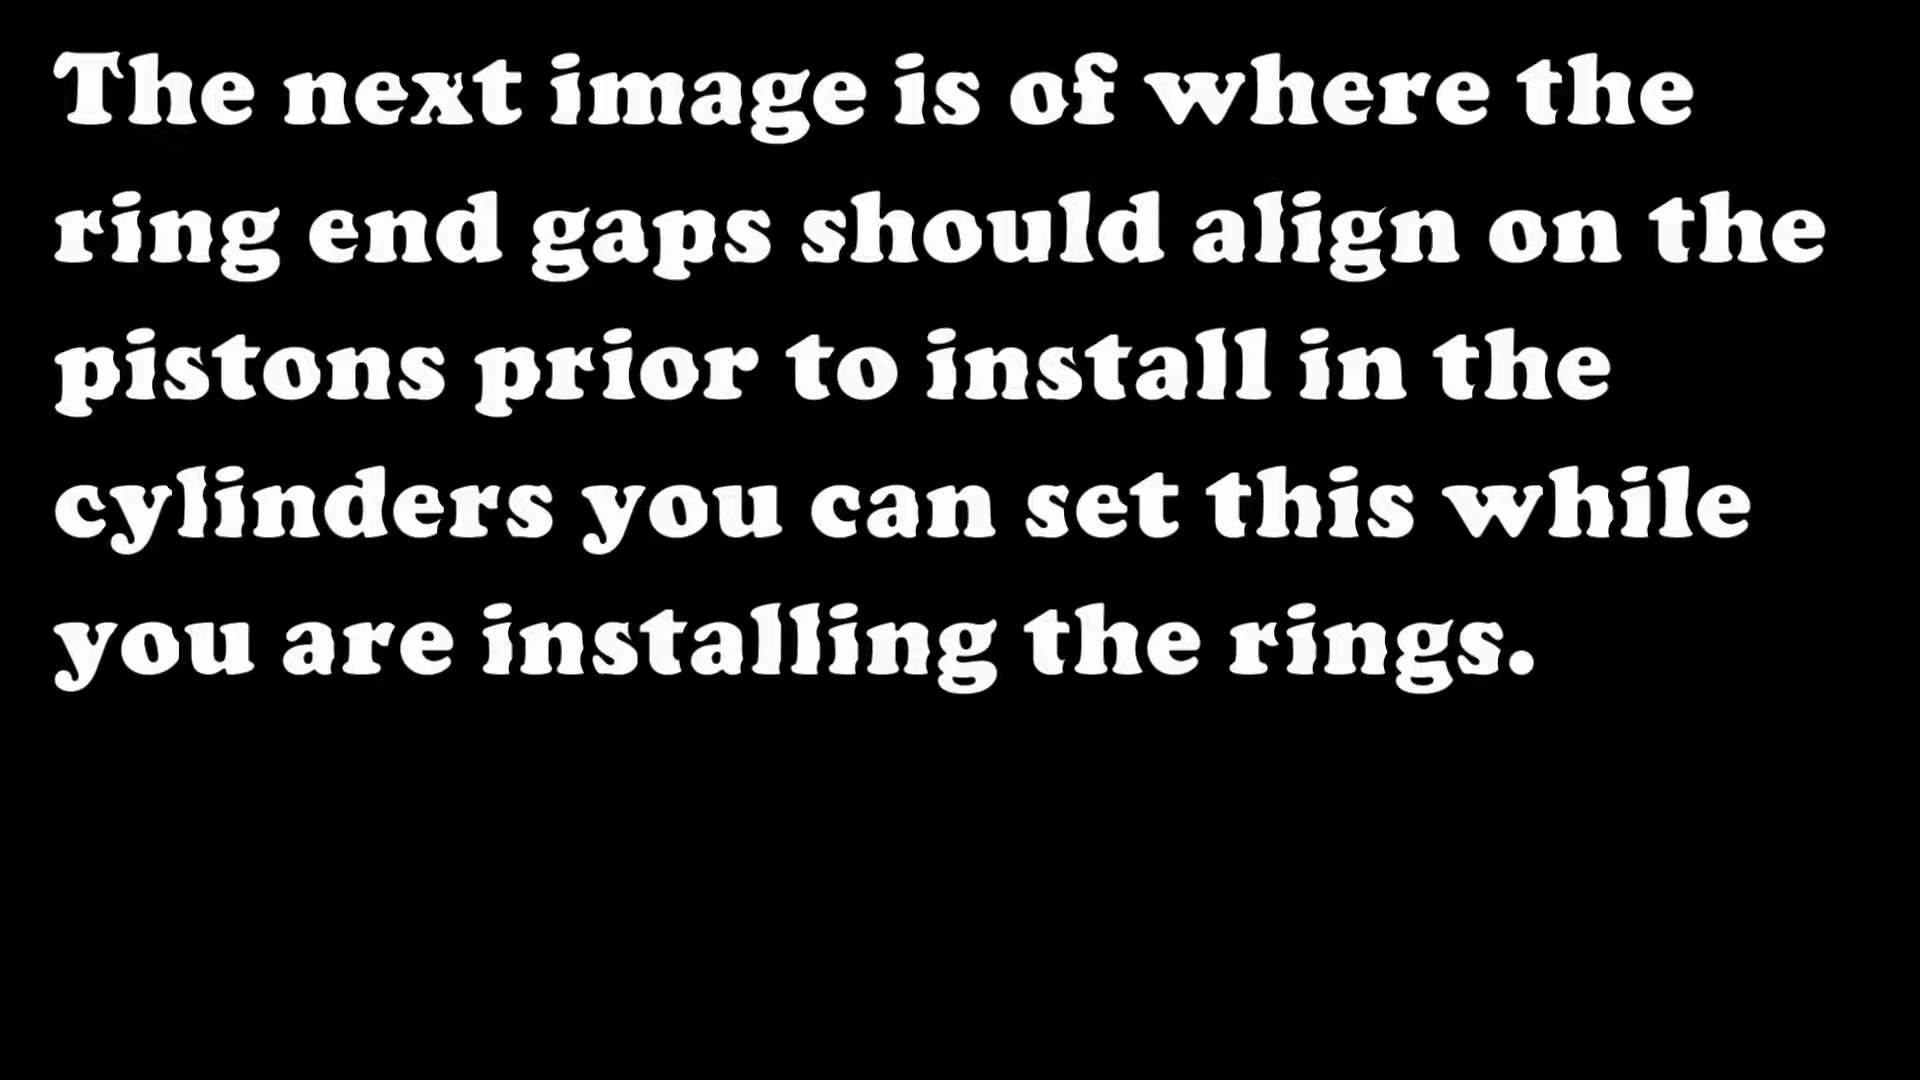 The next image is of where the
ring end gaps should align on the
pistons prior to install in the
cylinders you can set this while
you are installing the rings.